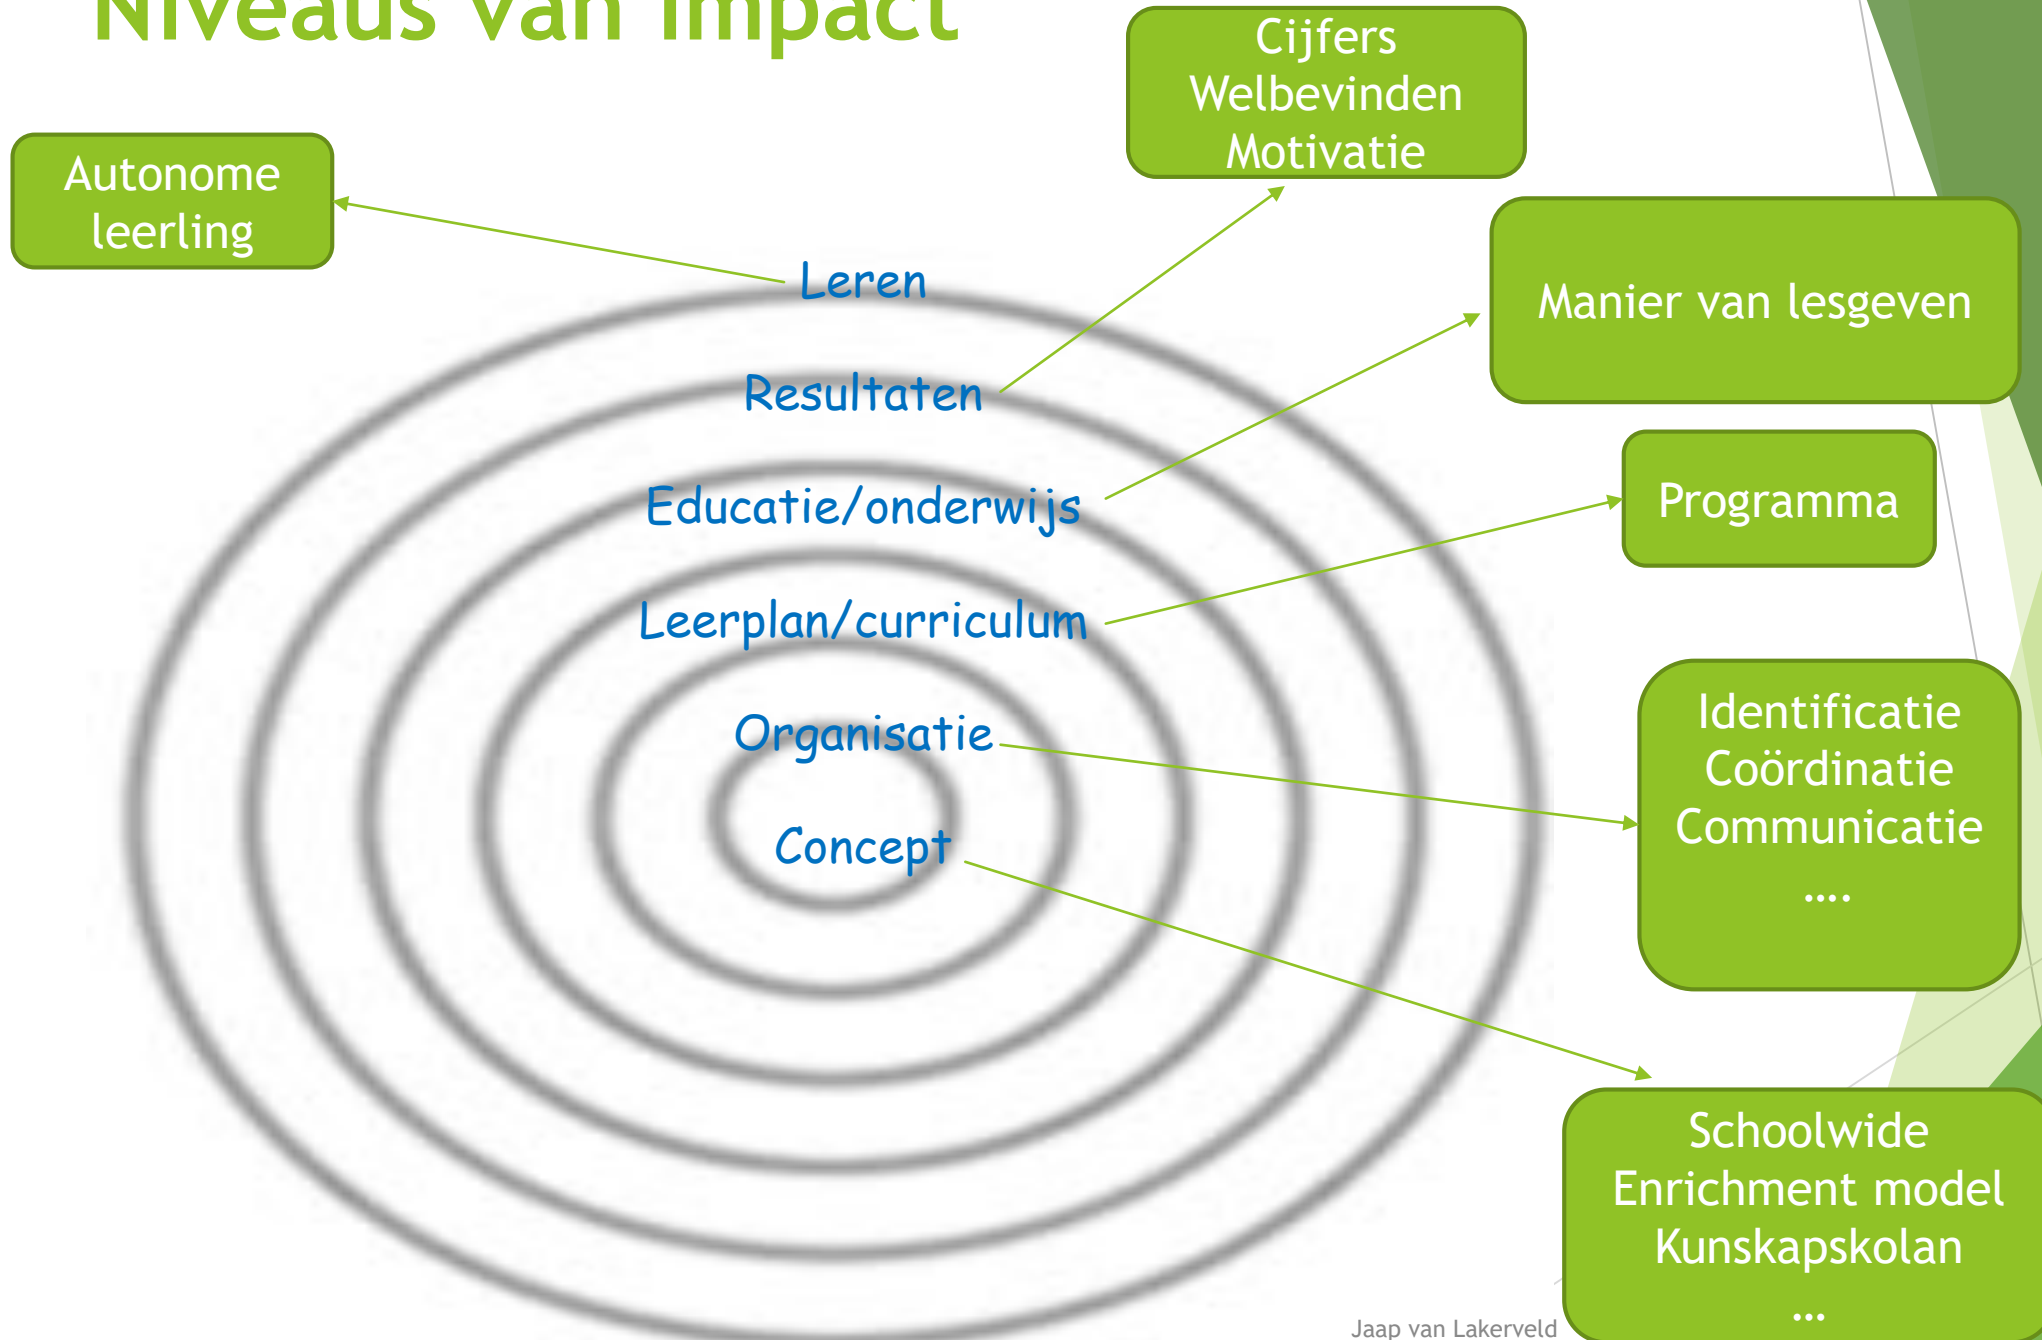 Niveaus van impact
Cijfers
Welbevinden
Motivatie
Autonome
leerling
Manier van lesgeven
Leren
Resultaten
Educatie/onderwijs
Programma
Leerplan/curriculum
Organisatie
Identificatie
Coördinatie
Communicatie
....
Concept
Schoolwide
Enrichment model
Kunskapskolan
...
Jaap van Lakerveld